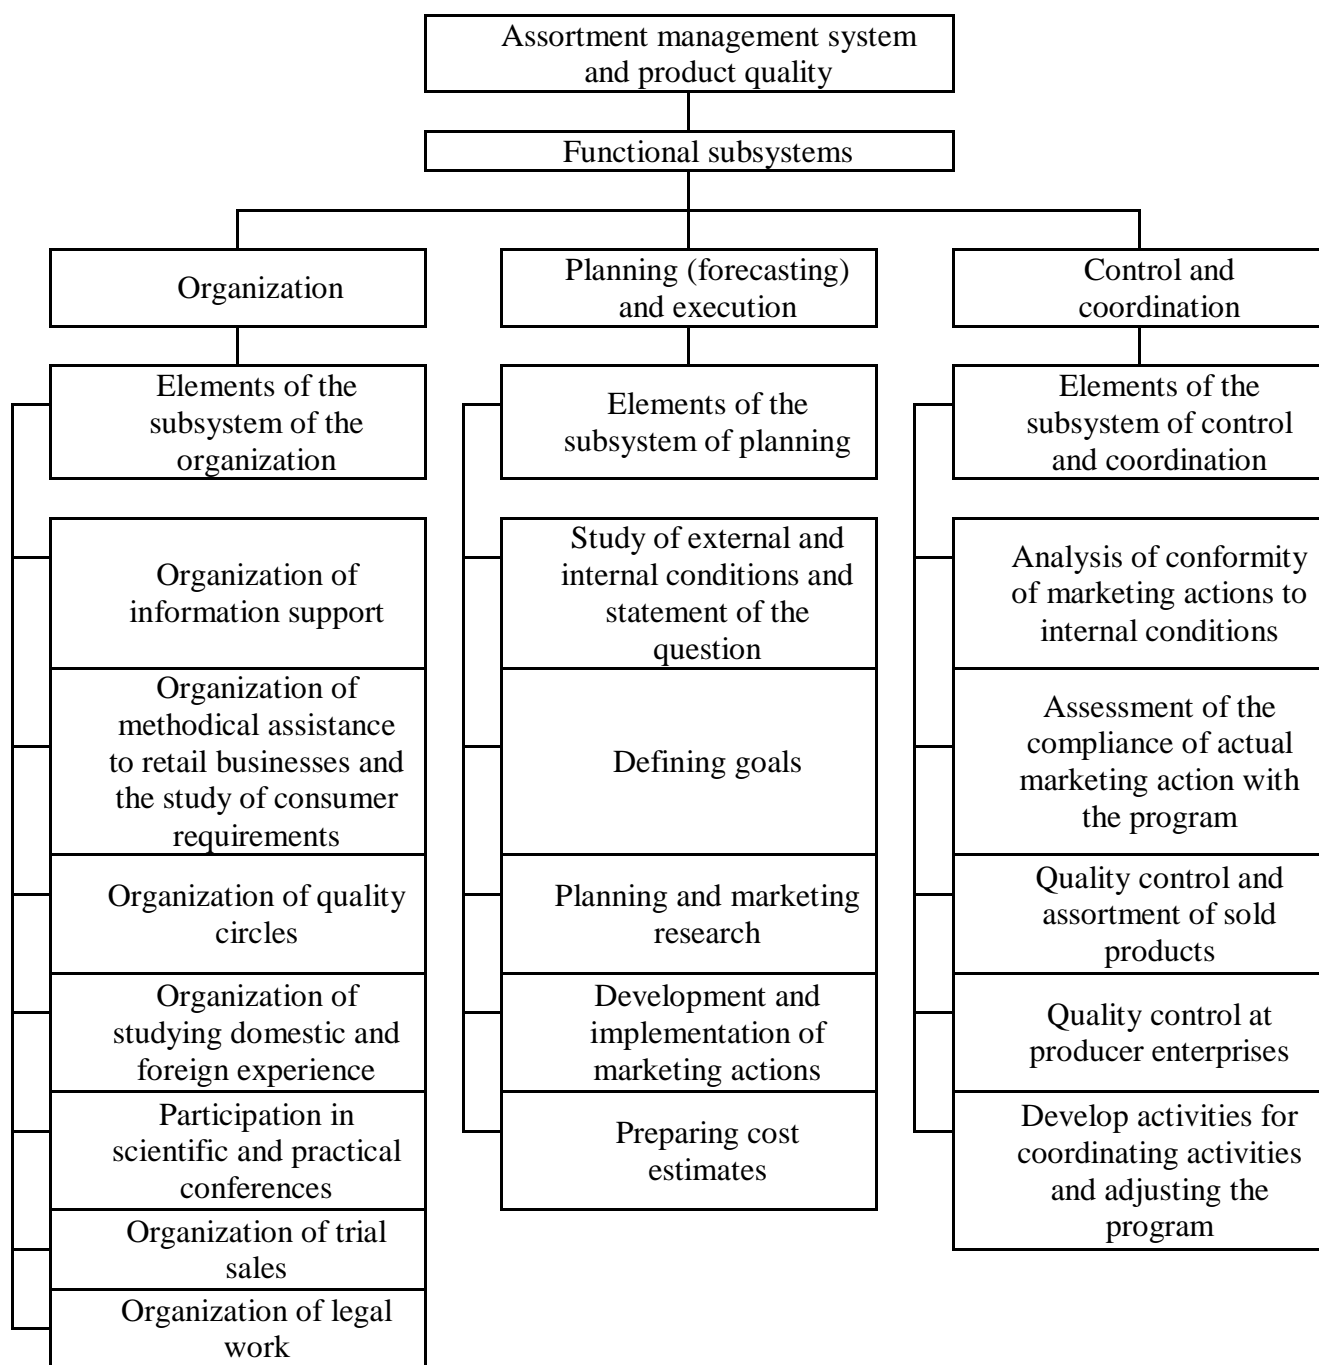 Assortment management system
and product quality
Functional subsystems
Organization
Planning (forecasting)
and execution
Control and
coordination
Elements of the
subsystem of the
organization
Elements of the
subsystem of planning
Elements of the
subsystem of control
and coordination
Organization of
information support
Organization of
methodical assistance
to retail businesses and
the study of consumer
requirements
Organization of quality
circles
Organization of
studying domestic and
foreign experience
Participation in
scientific and practical
conferences
Organization of trial
sales
Organization of legal
work
Study of external and
internal conditions and
statement of the
question
Defining goals
Planning and marketing
research
Development and
implementation of
marketing actions
Preparing cost
estimates
Analysis of conformity
of marketing actions to
internal conditions
Assessment of the
compliance of actual
marketing action with
the program
Quality control and
assortment of sold
products
Quality control at
producer enterprises
Develop activities for
coordinating activities
and adjusting the
program